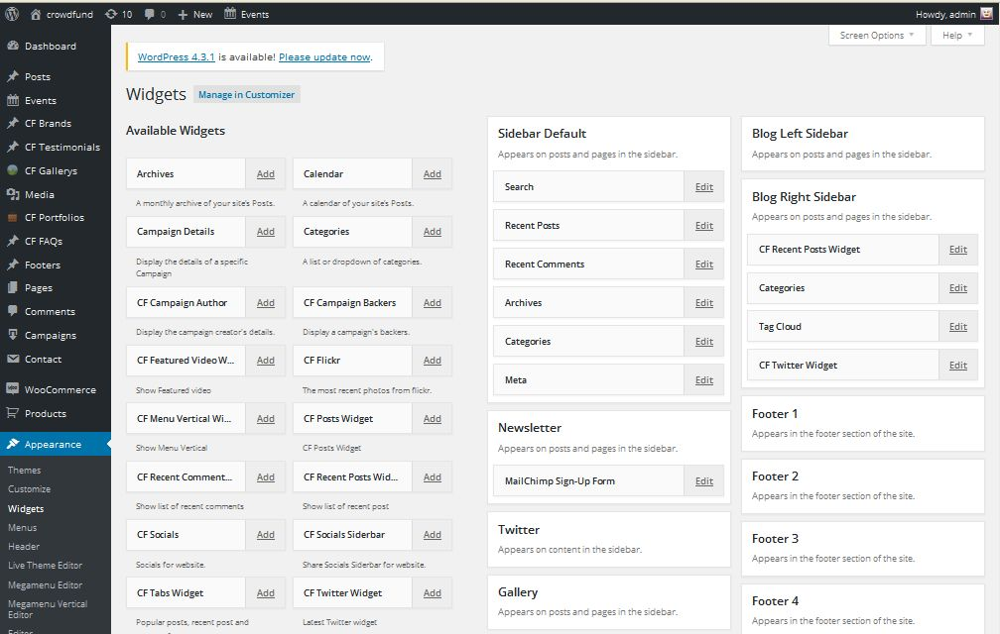 crowdfund 10 0 New Events Howdy, admin
Screen Options Help
Dashboard
Posts
Events
CF Brands
CF Testimonials
CF Gallerys
Media
CF Portfolios
CF FAQs
Footers
Pages
Comments
Campaigns
Contact
WooCommerce
Products
Appearance
Themes
Customize
Widgets
Menus
Header
Live Theme Editor
Megamenu Editor
Megamenu Vertical
Editor
Editor
WordPress 4.3.1 is available! Please update now.
Widgets Manage in Customizer
Available Widgets
Archives Add
A monthly archive of your site's Posts.
Calendar Add
A calendar of your site's Posts.
Campaign Details Add
Display the details of a specific
Campaign
Categories Add
A list or dropdown of categories.
CF Campaign Author Add
Display the campaign creator's details.
CF Campaign Backers Add
Display a campaign's backers.
CF Featured Video W... Add
Show Featured video
CF Flickr Add
The most recent photos from flickr.
CF Menu Vertical Wi... Add
Show Menu Vertical
CF Posts Widget Add
CF Posts Widget
CF Recent Comment... Add
Show list of recent comments
CF Recent Posts Wid... Add
Show list of recent post
CF Socials Add
Socials for website.
CF Socials Siderbar Add
Share Socials Siderbar for website.
CF Tabs Widget Add
Popular posts, recent post and
CF Twitter Widget Add
Latest Twitter widget
Sidebar Default
Appears on posts and pages in the sidebar.
Search Edit
Recent Posts Edit
Recent Comments Edit
Archives Edit
Categories Edit
Meta Edit
Newsletter
Appears on posts and pages in the sidebar.
MailChimp Sign-Up Form Edit
Twitter
Appears on content in the sidebar.
Gallery
Appears on posts and pages in the sidebar.
Blog Left Sidebar
Appears on posts and pages in the sidebar.
Blog Right Sidebar
Appears on posts and pages in the sidebar.
CF Recent Posts Widget Edit
Categories Edit
Tag Cloud Edit
CF Twitter Widget Edit
Footer 1
Appears in the footer section of the site.
Footer 2
Appears in the footer section of the site.
Footer 3
Appears in the footer section of the site.
Footer 4
Appears in the footer section of the site.